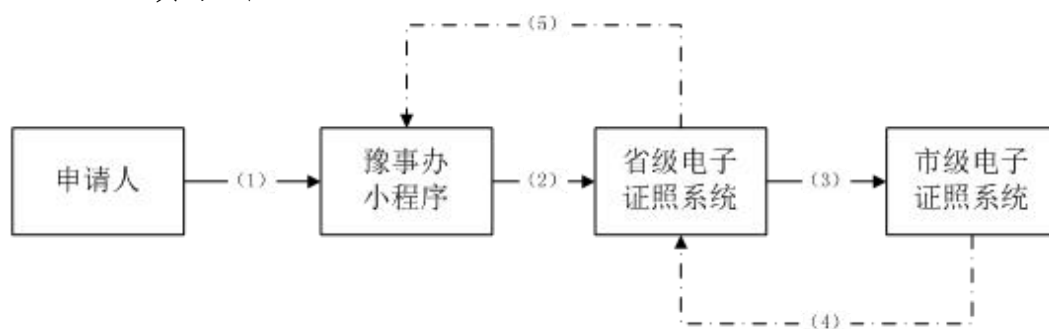 (5)
申请人
(1)
豫事办
小程序
(2)
省级电子
证照系统
(3)
市级电子
证照系统
(4)